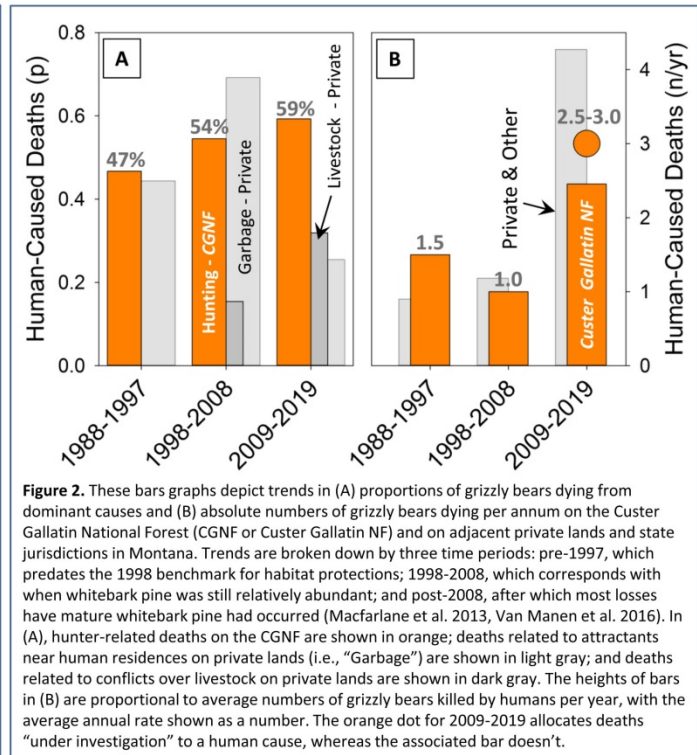 0.8
0.6
0.4
0.2
0.0
Human-Caused Deaths (p)
A
47%
54%
59%
Hunting - CGNF
Garbage - Private
Livestock - Private
1988-1997
1998-2008
2009-2019
B
1.5
1.0
2.5-3.0
Private & Other
Custer Gallatin NF
1988-1997
1998-2008
2009-2019
4
3
2
1
0
Human-Caused Deaths (n/yr)
Figure 2. These bars graphs depict trends in (A) proportions of grizzly bears dying from
dominant causes and (B) absolute numbers of grizzly bears dying per annum on the Custer
Gallatin National Forest (CGNF or Custer Gallatin NF) and on adjacent private lands and state
jurisdictions in Montana. Trends are broken down by three time periods: pre-1997, which
predates the 1998 benchmark for habitat protections; 1998-2008, which corresponds with
when whitebark pine was still relatively abundant; and post-2008, after which most losses
have mature whitebark pine had occurred (Macfarlane et al. 2013, Van Manen et al. 2016). In
(A), hunter-related deaths on the CGNF are shown in orange; deaths related to attractants
near human residences on private lands (i.e., “Garbage”) are shown in light gray; and deaths
related to conflicts over livestock on private lands are shown in dark gray. The heights of bars
in (B) are proportional to average numbers of grizzly bears killed by humans per year, with the
average annual rate shown as a number. The orange dot for 2009-2019 allocates deaths
“under investigation” to a human cause, whereas the associated bar doesn’t.